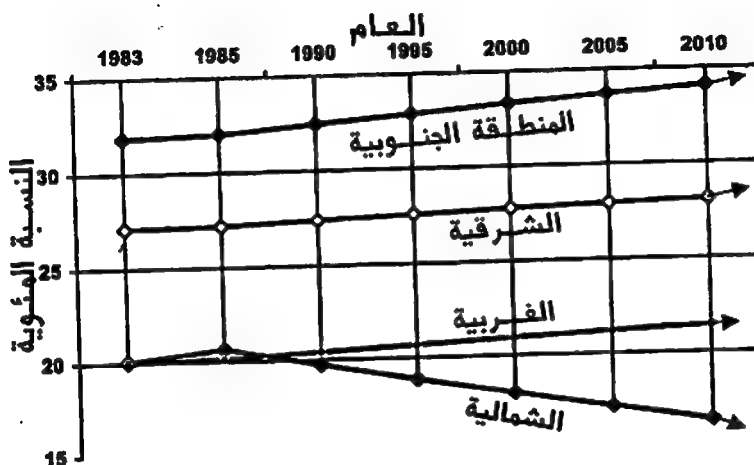 العام
1983 1985 1990 1995 2000 2005 2010
35
30
25
20
15
النسبة المئوية
المنطقة الجنوبية
الشرقية
الغربية
الشمالية